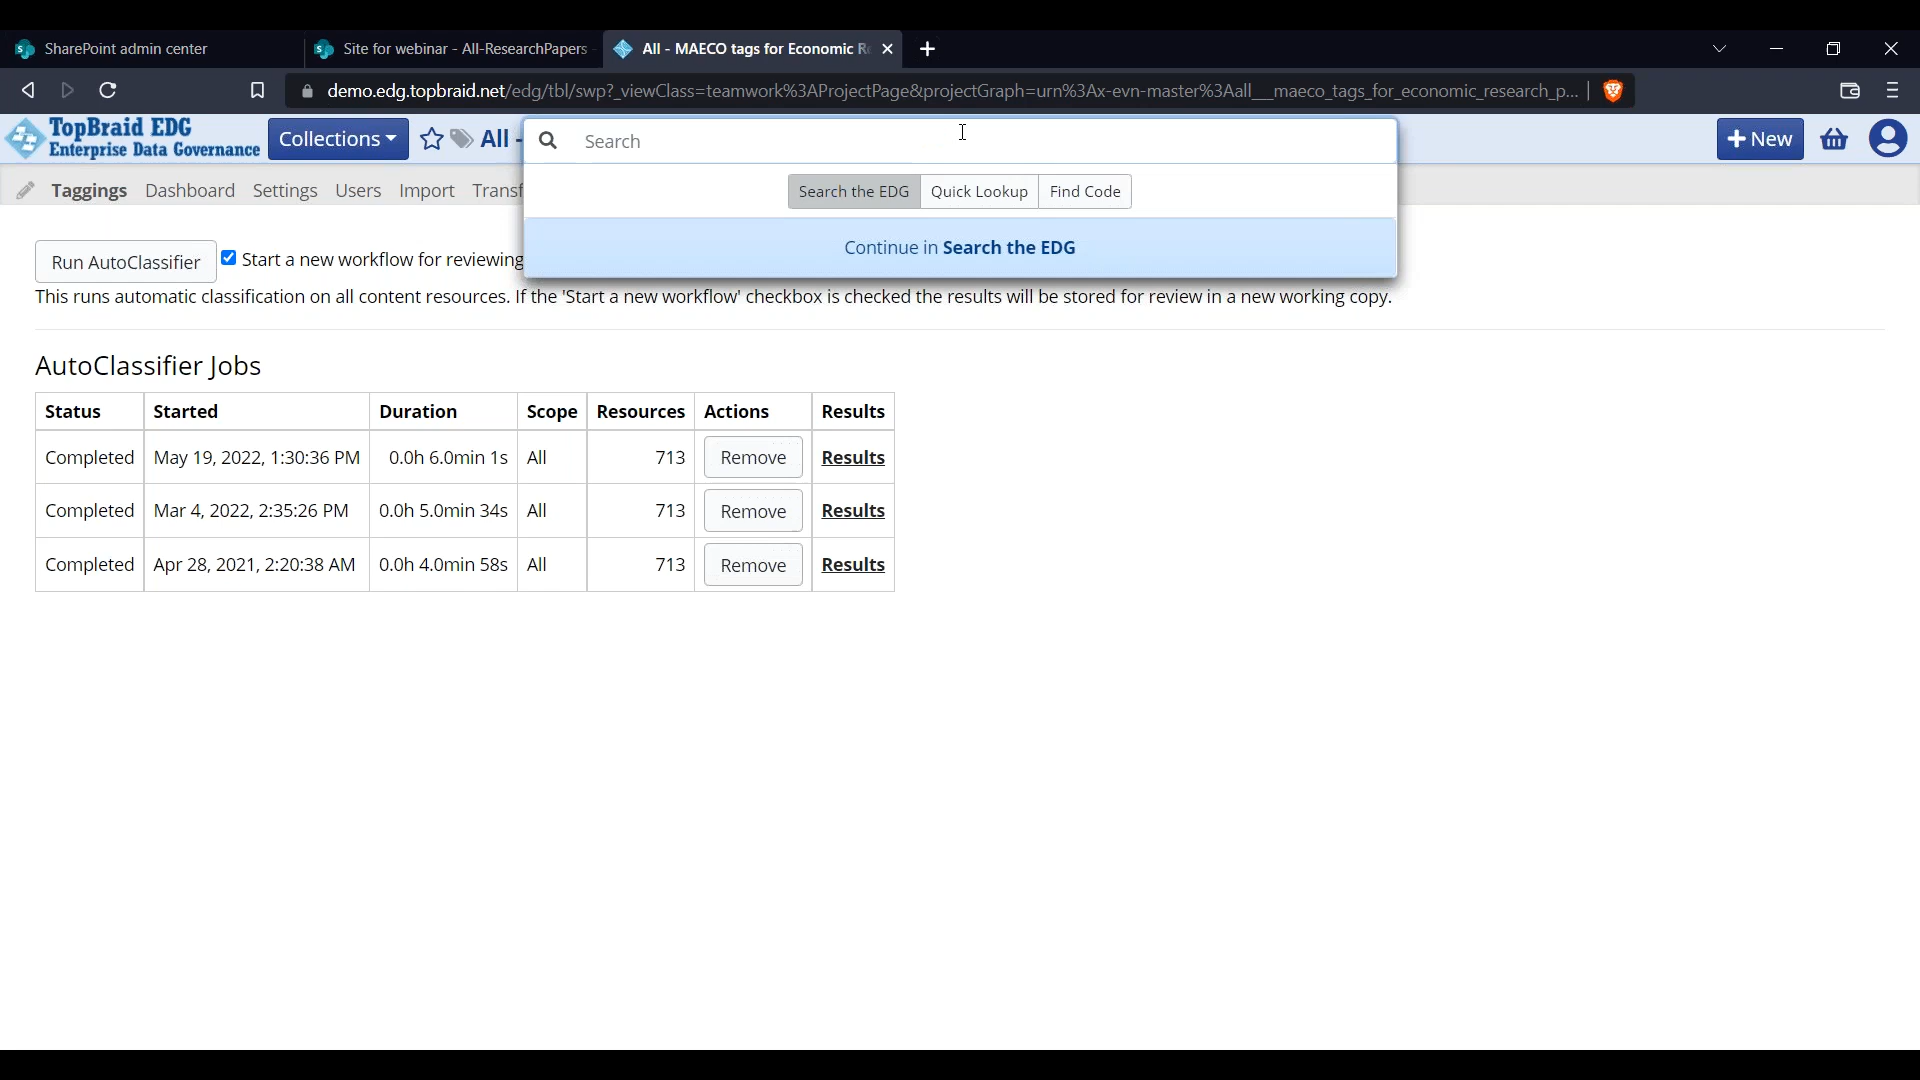 SharePoint admin center
Site for webinar - All-ResearchPapers -
All - MAECO tags for Economic R
demo.edg.topbraid.net/edg/tbl/swp?_viewClass=teamwork%3AProjectPage&projectGraph=urn%3Ax-evn-master%3Aall__maeco_tags_for_economic_research_p...
TopBraid EDG
Enterprise Data Governance
Collections
All -
Search
+ New
Taggings Dashboard Settings Users Import Transf
Search the EDG Quick Lookup Find Code
Continue in Search the EDG
Run AutoClassifier
Start a new workflow for reviewing
This runs automatic classification on all content resources. If the 'Start a new workflow' checkbox is checked the results will be stored for review in a new working copy.
AutoClassifier Jobs
Status Started Duration Scope Resources Actions Results
Completed May 19, 2022, 1:30:36 PM 0.0h 6.0min 1s All 713 Remove Results
Completed Mar 4, 2022, 2:35:26 PM 0.0h 5.0min 34s All 713 Remove Results
Completed Apr 28, 2021, 2:20:38 AM 0.0h 4.0min 58s All 713 Remove Results